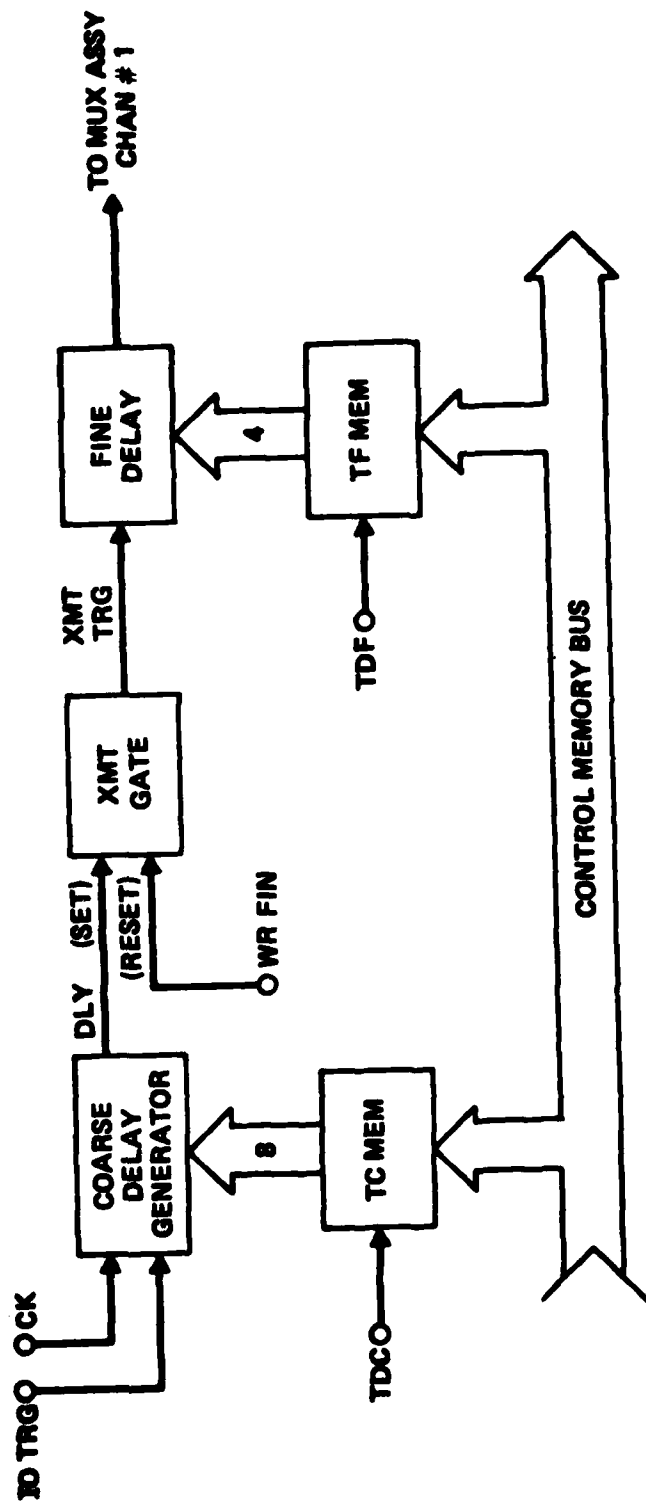 IO TRG
CK
COARSE
DELAY
GENERATOR
DLY (SET)
(RESET)
WR FIN
XMT
GATE
XMT
TRG
FINE
DELAY
TO MUX ASSY
CHAN # 1
8
4
TDC
TC MEM
TDF
TF MEM
CONTROL MEMORY BUS